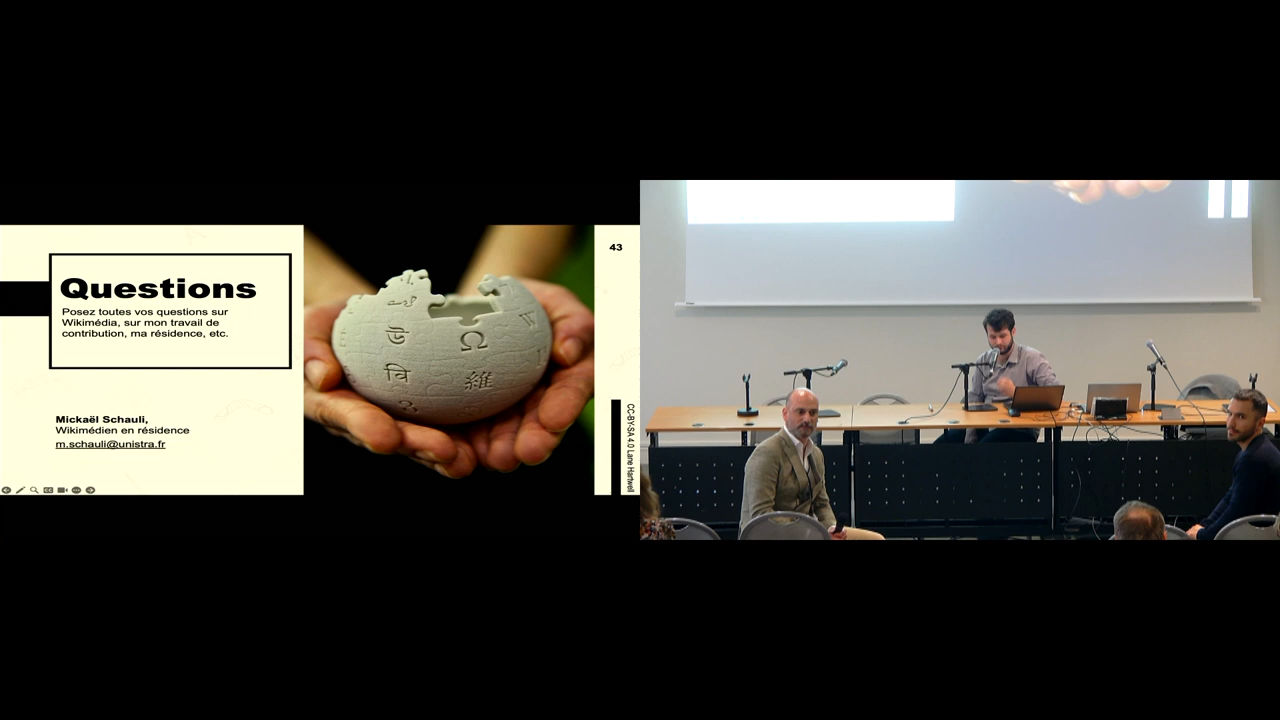 Questions
Posez toutes vos questions sur
Wikimédia, sur mon travail de
contribution, ma résidence, etc.
Mickaël Schauli,
Wikimédien en résidence
m.schauli@unistra.fr
43
CC-BY-SA 4.0 Lane Hartwell
Ω
W
वि
維